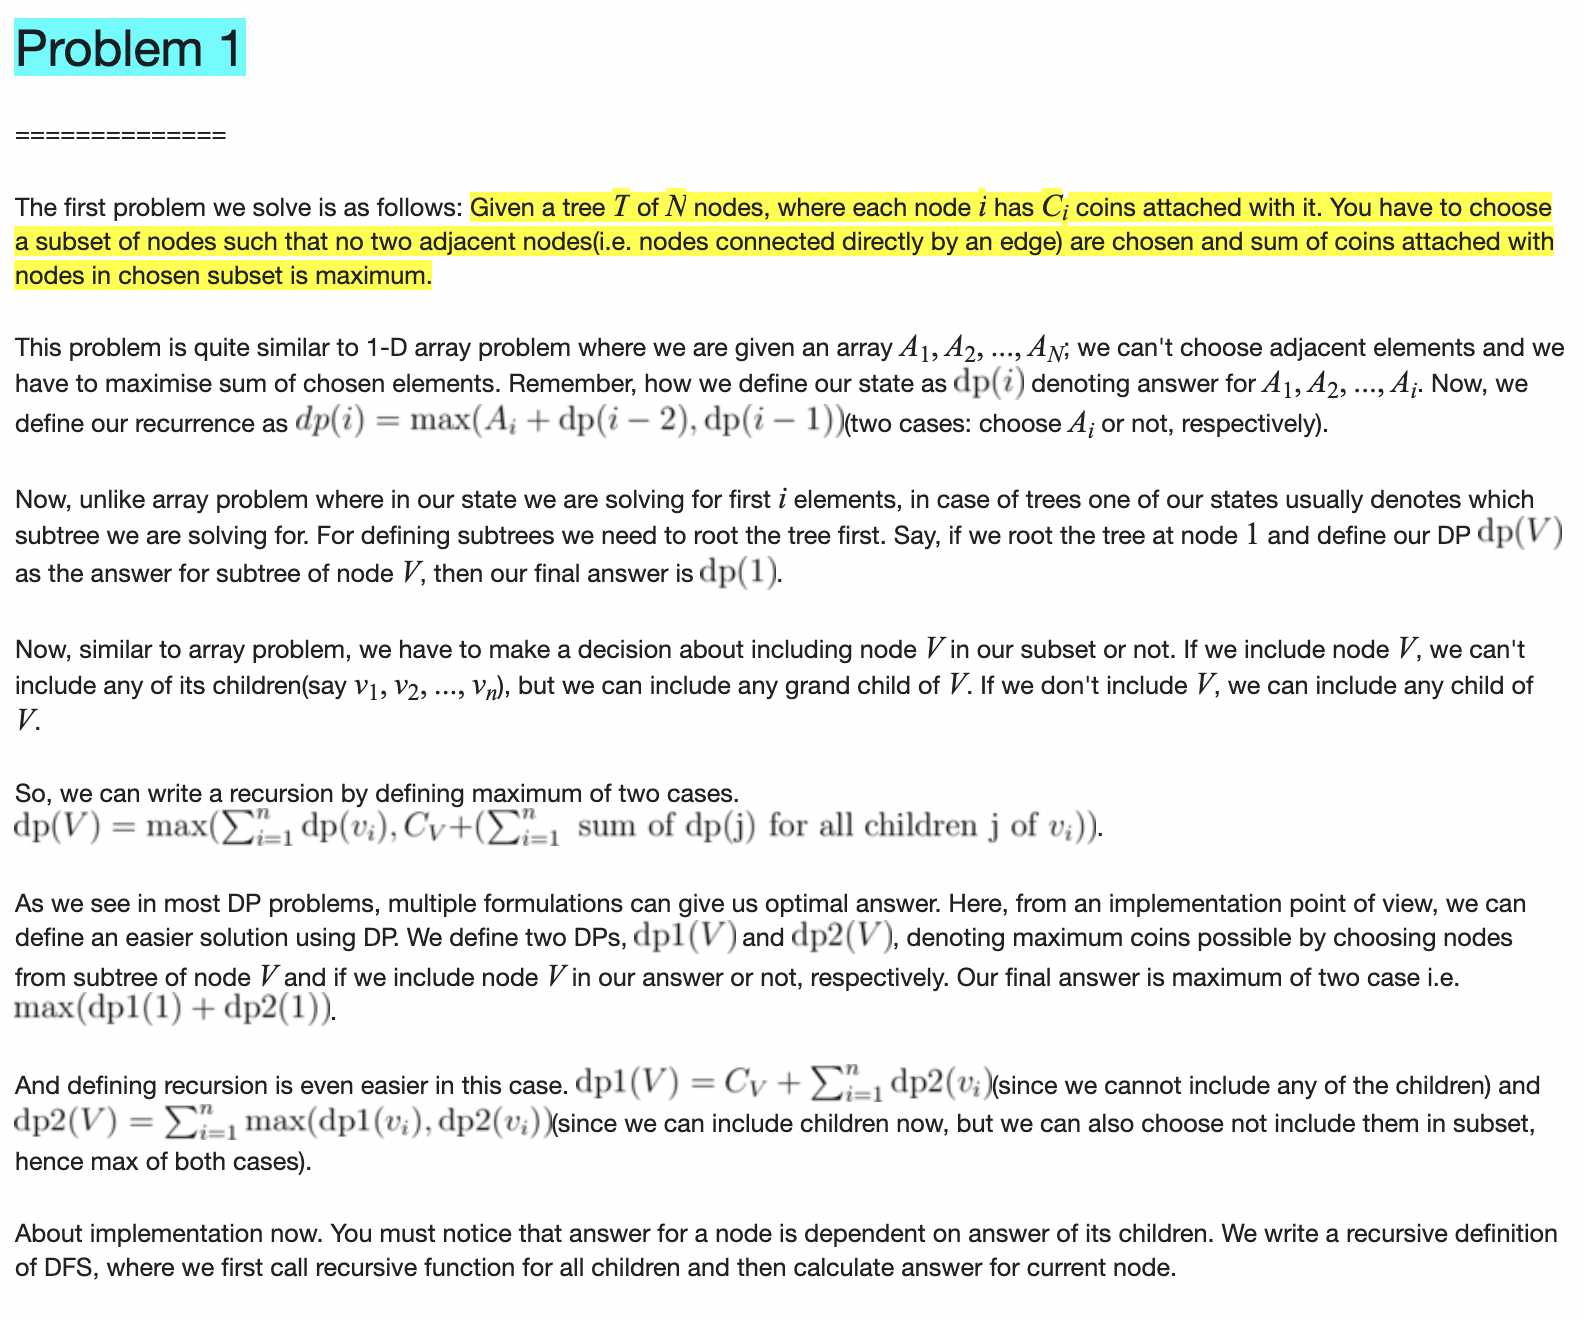 Problem 1
==============
The first problem we solve is as follows: Given a tree T of N nodes, where each node i has C_i coins attached with it. You have to choose
a subset of nodes such that no two adjacent nodes(i.e. nodes connected directly by an edge) are chosen and sum of coins attached with
nodes in chosen subset is maximum.
This problem is quite similar to 1-D array problem where we are given an array A_1, A_2, ..., A_N; we can't choose adjacent elements and we
have to maximise sum of chosen elements. Remember, how we define our state as dp(i) denoting answer for A_1, A_2, ..., A_i. Now, we
define our recurrence as dp(i) = max(A_i + dp(i − 2), dp(i − 1))(two cases: choose A_i or not, respectively).
Now, unlike array problem where in our state we are solving for first i elements, in case of trees one of our states usually denotes which
subtree we are solving for. For defining subtrees we need to root the tree first. Say, if we root the tree at node 1 and define our DP dp(V)
as the answer for subtree of node V, then our final answer is dp(1).
Now, similar to array problem, we have to make a decision about including node V in our subset or not. If we include node V, we can't
include any of its children(say v_1, v_2, ..., v_n), but we can include any grand child of V. If we don't include V, we can include any child of
V.
So, we can write a recursion by defining maximum of two cases.
dp(V) = max(∑_{i=1}^n dp(v_i), C_V+(∑_{i=1}^n sum of dp(j) for all children j of v_i)).
As we see in most DP problems, multiple formulations can give us optimal answer. Here, from an implementation point of view, we can
define an easier solution using DP. We define two DPs, dp1(V) and dp2(V), denoting maximum coins possible by choosing nodes
from subtree of node V and if we include node V in our answer or not, respectively. Our final answer is maximum of two case i.e.
max(dp1(1) + dp2(1)).
And defining recursion is even easier in this case. dp1(V) = C_V + ∑_{i=1}^n dp2(v_i)(since we cannot include any of the children) and
dp2(V) = ∑_{i=1}^n max(dp1(v_i), dp2(v_i))(since we can include children now, but we can also choose not include them in subset,
hence max of both cases).
About implementation now. You must notice that answer for a node is dependent on answer of its children. We write a recursive definition
of DFS, where we first call recursive function for all children and then calculate answer for current node.